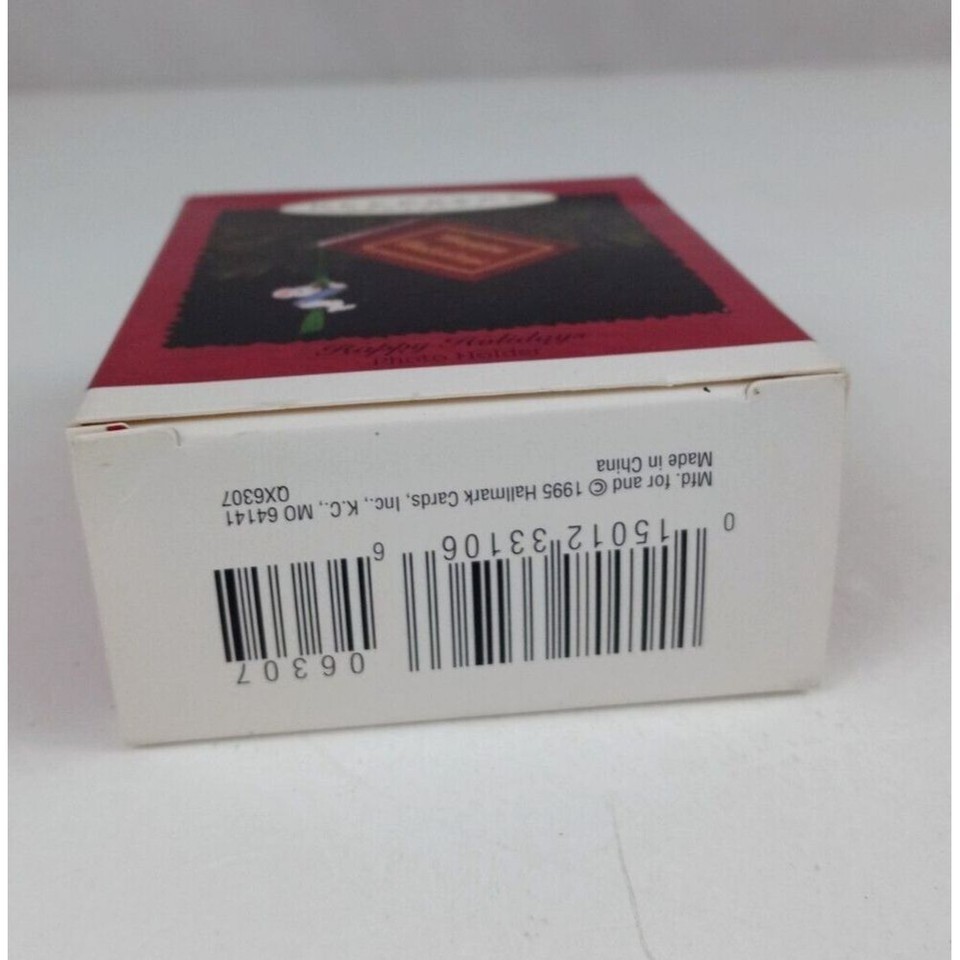 Happy Holidays
Photo Holder
Mfd. for and © 1995 Hallmark Cards, Inc., K.C., MO 64141
Made in China
QX6307
0 15012 33106 6
06307